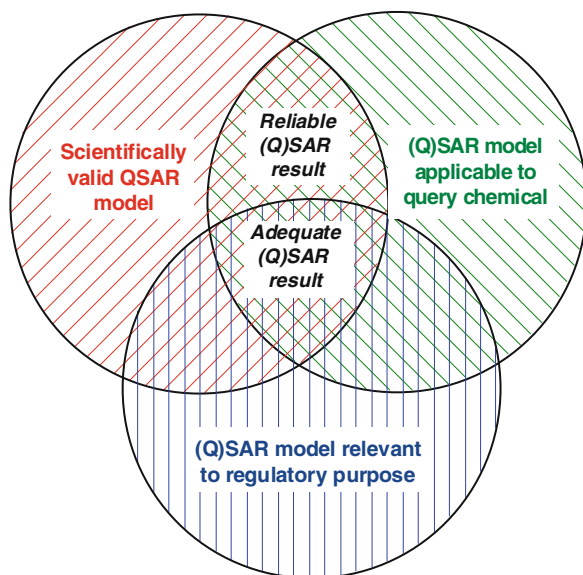 Reliable
(Q)SAR
result
Scientifically
valid QSAR
model
(Q)SAR model
applicable to
query chemical
Adequate
(Q)SAR
result
(Q)SAR model relevant
to regulatory purpose